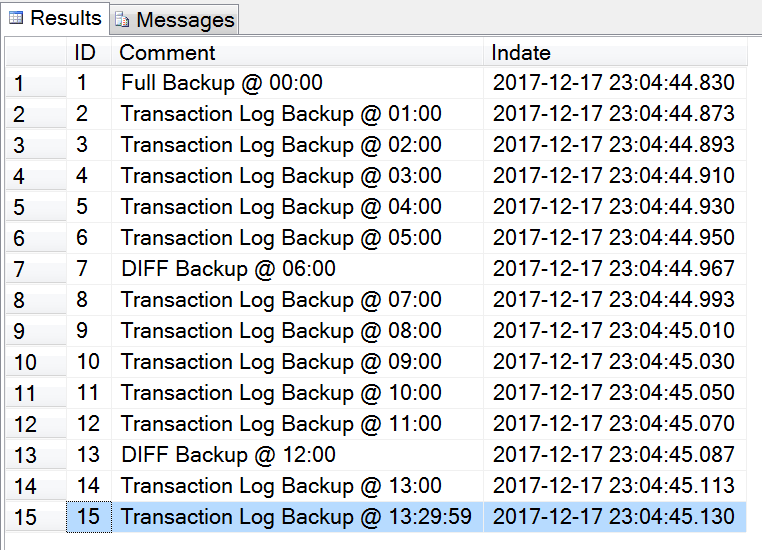 Results Messages
ID Comment Indate
1 1 Full Backup @ 00:00 2017-12-17 23:04:44.830
2 2 Transaction Log Backup @ 01:00 2017-12-17 23:04:44.873
3 3 Transaction Log Backup @ 02:00 2017-12-17 23:04:44.893
4 4 Transaction Log Backup @ 03:00 2017-12-17 23:04:44.910
5 5 Transaction Log Backup @ 04:00 2017-12-17 23:04:44.930
6 6 Transaction Log Backup @ 05:00 2017-12-17 23:04:44.950
7 7 DIFF Backup @ 06:00 2017-12-17 23:04:44.967
8 8 Transaction Log Backup @ 07:00 2017-12-17 23:04:44.993
9 9 Transaction Log Backup @ 08:00 2017-12-17 23:04:45.010
10 10 Transaction Log Backup @ 09:00 2017-12-17 23:04:45.030
11 11 Transaction Log Backup @ 10:00 2017-12-17 23:04:45.050
12 12 Transaction Log Backup @ 11:00 2017-12-17 23:04:45.070
13 13 DIFF Backup @ 12:00 2017-12-17 23:04:45.087
14 14 Transaction Log Backup @ 13:00 2017-12-17 23:04:45.113
15 15 Transaction Log Backup @ 13:29:59 2017-12-17 23:04:45.130